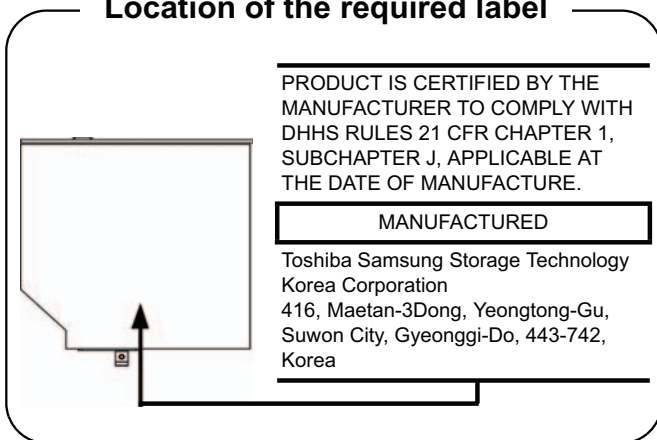 Location of the required label
PRODUCT IS CERTIFIED BY THE
MANUFACTURER TO COMPLY WITH
DHHS RULES 21 CFR CHAPTER 1,
SUBCHAPTER J, APPLICABLE AT
THE DATE OF MANUFACTURE.
MANUFACTURED
Toshiba Samsung Storage Technology
Korea Corporation
416, Maetan-3Dong, Yeongtong-Gu,
Suwon City, Gyeonggi-Do, 443-742,
Korea